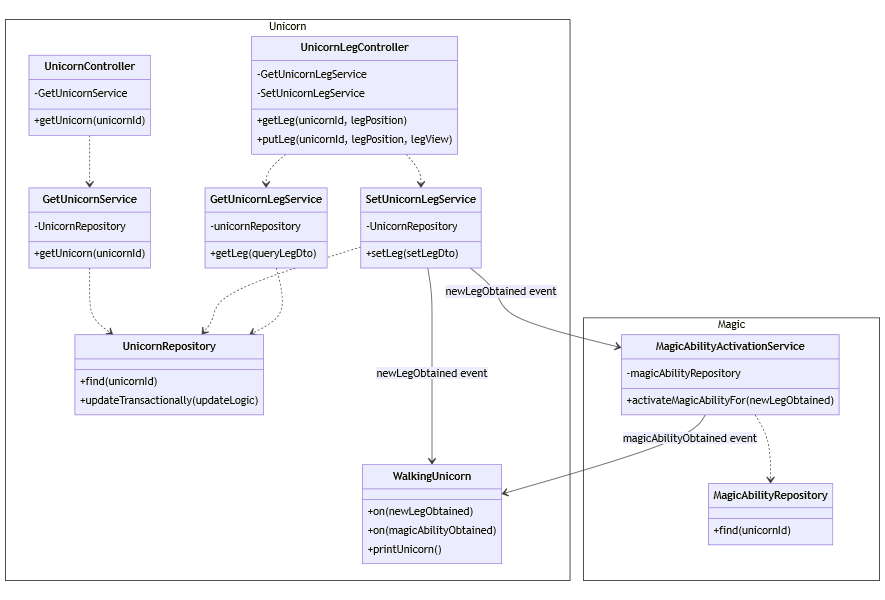 Unicorn
UnicornController
-GetUnicornService
+getUnicorn(unicornId)
UnicornLegController
-GetUnicornLegService
-SetUnicornLegService
+getLeg(unicornId, legPosition)
+putLeg(unicornId, legPosition, legView)
GetUnicornService
-UnicornRepository
+getUnicorn(unicornId)
GetUnicornLegService
-unicornRepository
+getLeg(queryLegDto)
SetUnicornLegService
-UnicornRepository
+setLeg(setLegDto)
newLegObtained event
UnicornRepository
+find(unicornId)
+updateTransactionally(updateLogic)
newLegObtained event
Magic
MagicAbilityActivationService
-magicAbilityRepository
+activateMagicAbilityFor(newLegObtained)
magicAbilityObtained event
WalkingUnicorn
+on(newLegObtained)
+on(magicAbilityObtained)
+printUnicorn()
MagicAbilityRepository
+find(unicornId)